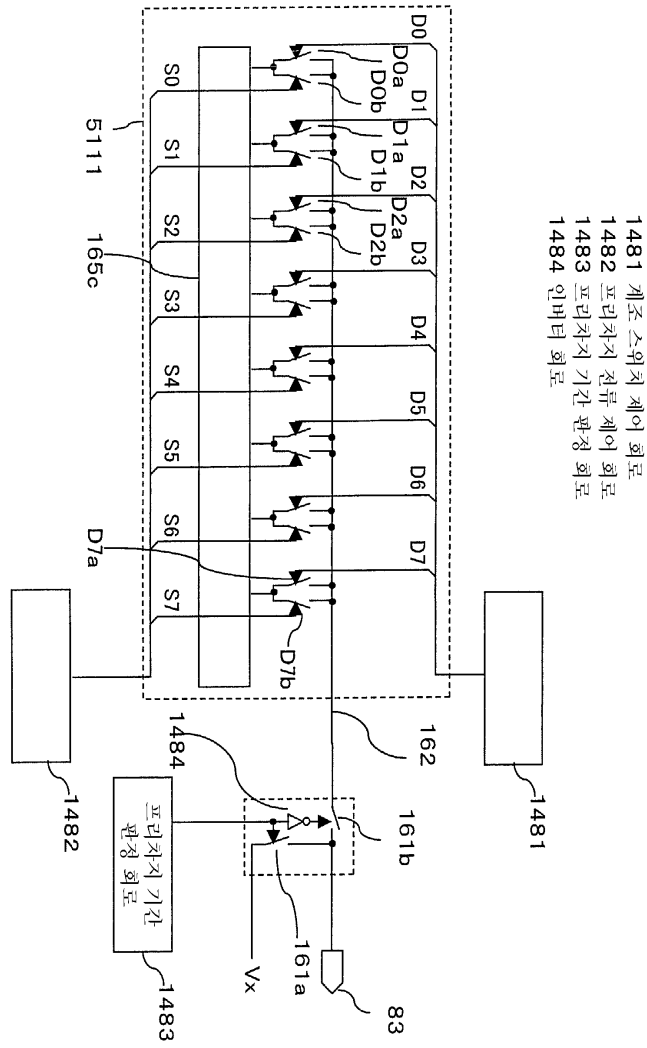 1481 계조 스위치 제어 회로
1482 프리차지 전류 제어 회로
1483 프리차지 기간 판정 회로
1484 인버터 회로
D0
D1
D2
D3
D4
D5
D6
D7
D0a
D0b
D1a
D1b
D2a
D2b
D7a
D7b
S0
S1
S2
S3
S4
S5
S6
S7
5111
165c
162
1481
1482
1484
161b
161a
Vx
프리차지 기간
판정 회로
1483
83